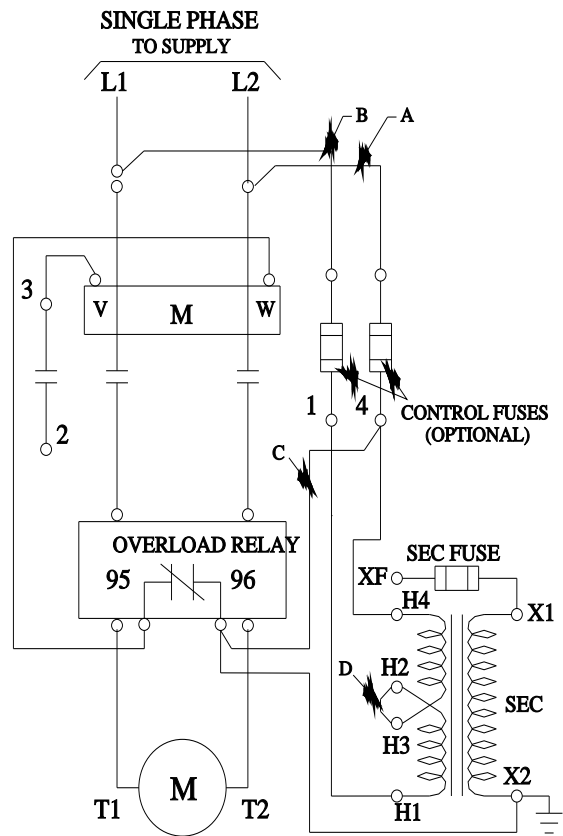 SINGLE PHASE
TO SUPPLY
L1 L2
B A
3
V M W
2
1 4
CONTROL FUSES
(OPTIONAL)
C
OVERLOAD RELAY
95 96
SEC FUSE
XF
H4 X1
D H2
SEC
H3
X2
T1 M T2
H1